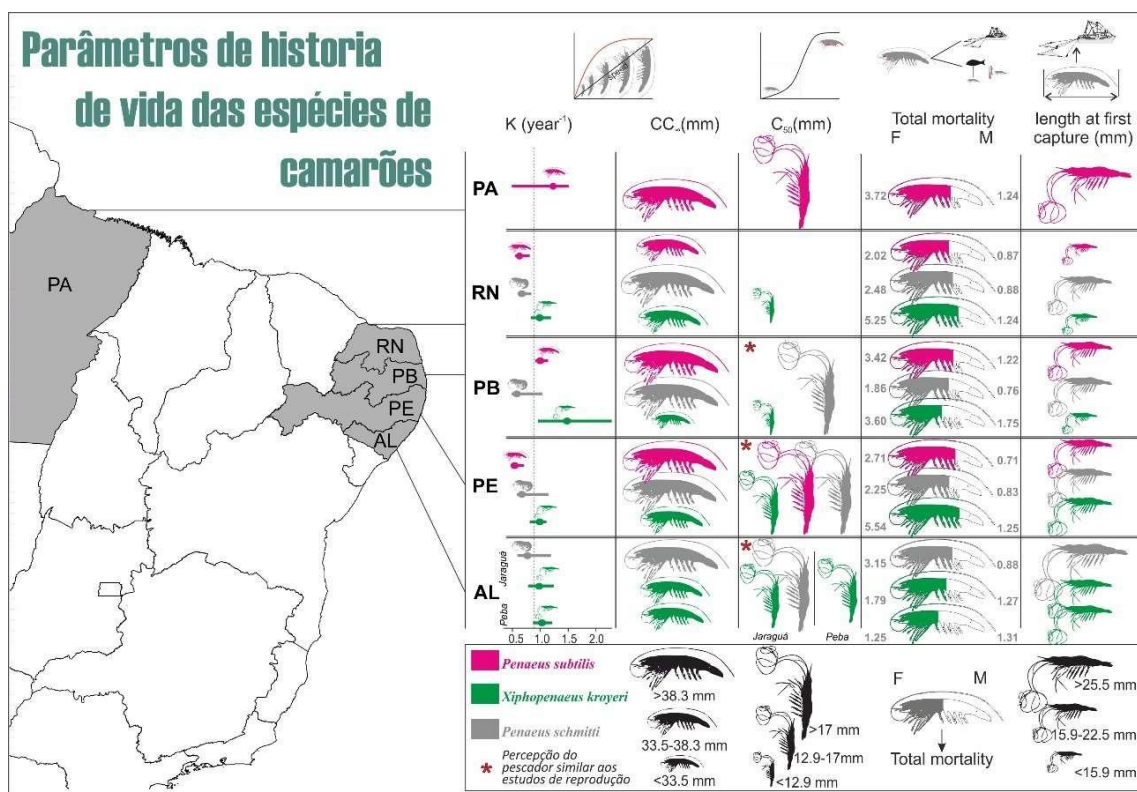 Parâmetros de historia
de vida das espécies de
camarões
K (year⁻¹) CC∞(mm) C₅₀(mm) Total mortality length at first
F M capture (mm)
PA 3.72 1.24
2.02 0.87
RN 2.48 0.88
5.25 1.24
* 3.42 1.22
PB 1.86 0.76
3.60 1.75
* 2.71 0.71
PE 2.25 0.83
5.54 1.25
* 3.15 0.88
Jaraguá
AL 1.79 1.27
Peba
1.25 1.31
0.5 1.0 1.5 2.0 Jaraguá Peba
PA
RN
PB
PE
AL
Penaeus subtilis
Xiphopenaeus kroyeri
Penaeus schmitti
* Percepção do
pescador similar aos
estudos de reprodução
>38.3 mm
33.5-38.3 mm
<33.5 mm
>17 mm
12.9-17mm
<12.9 mm
F M
Total mortality
>25.5 mm
15.9-22.5 mm
<15.9 mm